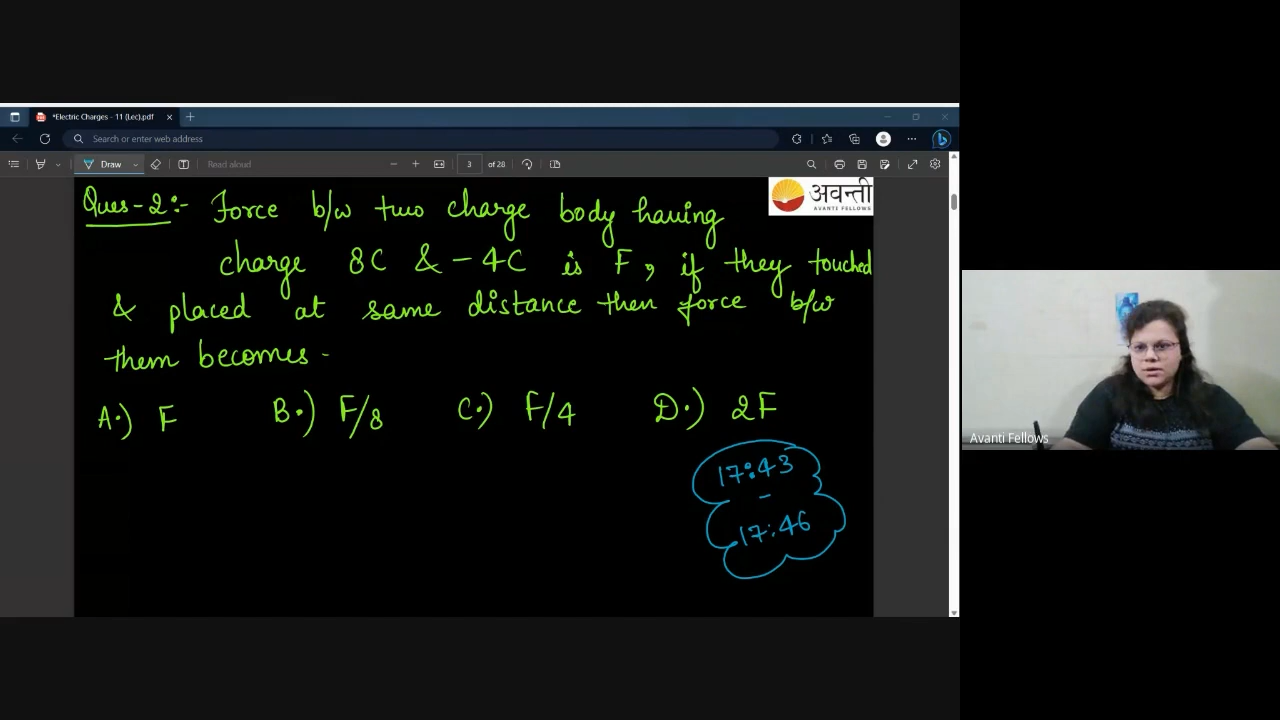 *Electric Charges - 11 (Lec).pdf
Search or enter web address
Draw
Read aloud
3 of 28
अवन्ती
AVANTI FELLOWS
Ques-2:- Force b/w two charge body having
charge 8C & -4C is F, if they touched
& placed at same distance then force b/w
them becomes -
A.) F B.) F/8 C.) F/4 D.) 2F
17:43
-
17:46
Avanti Fellows